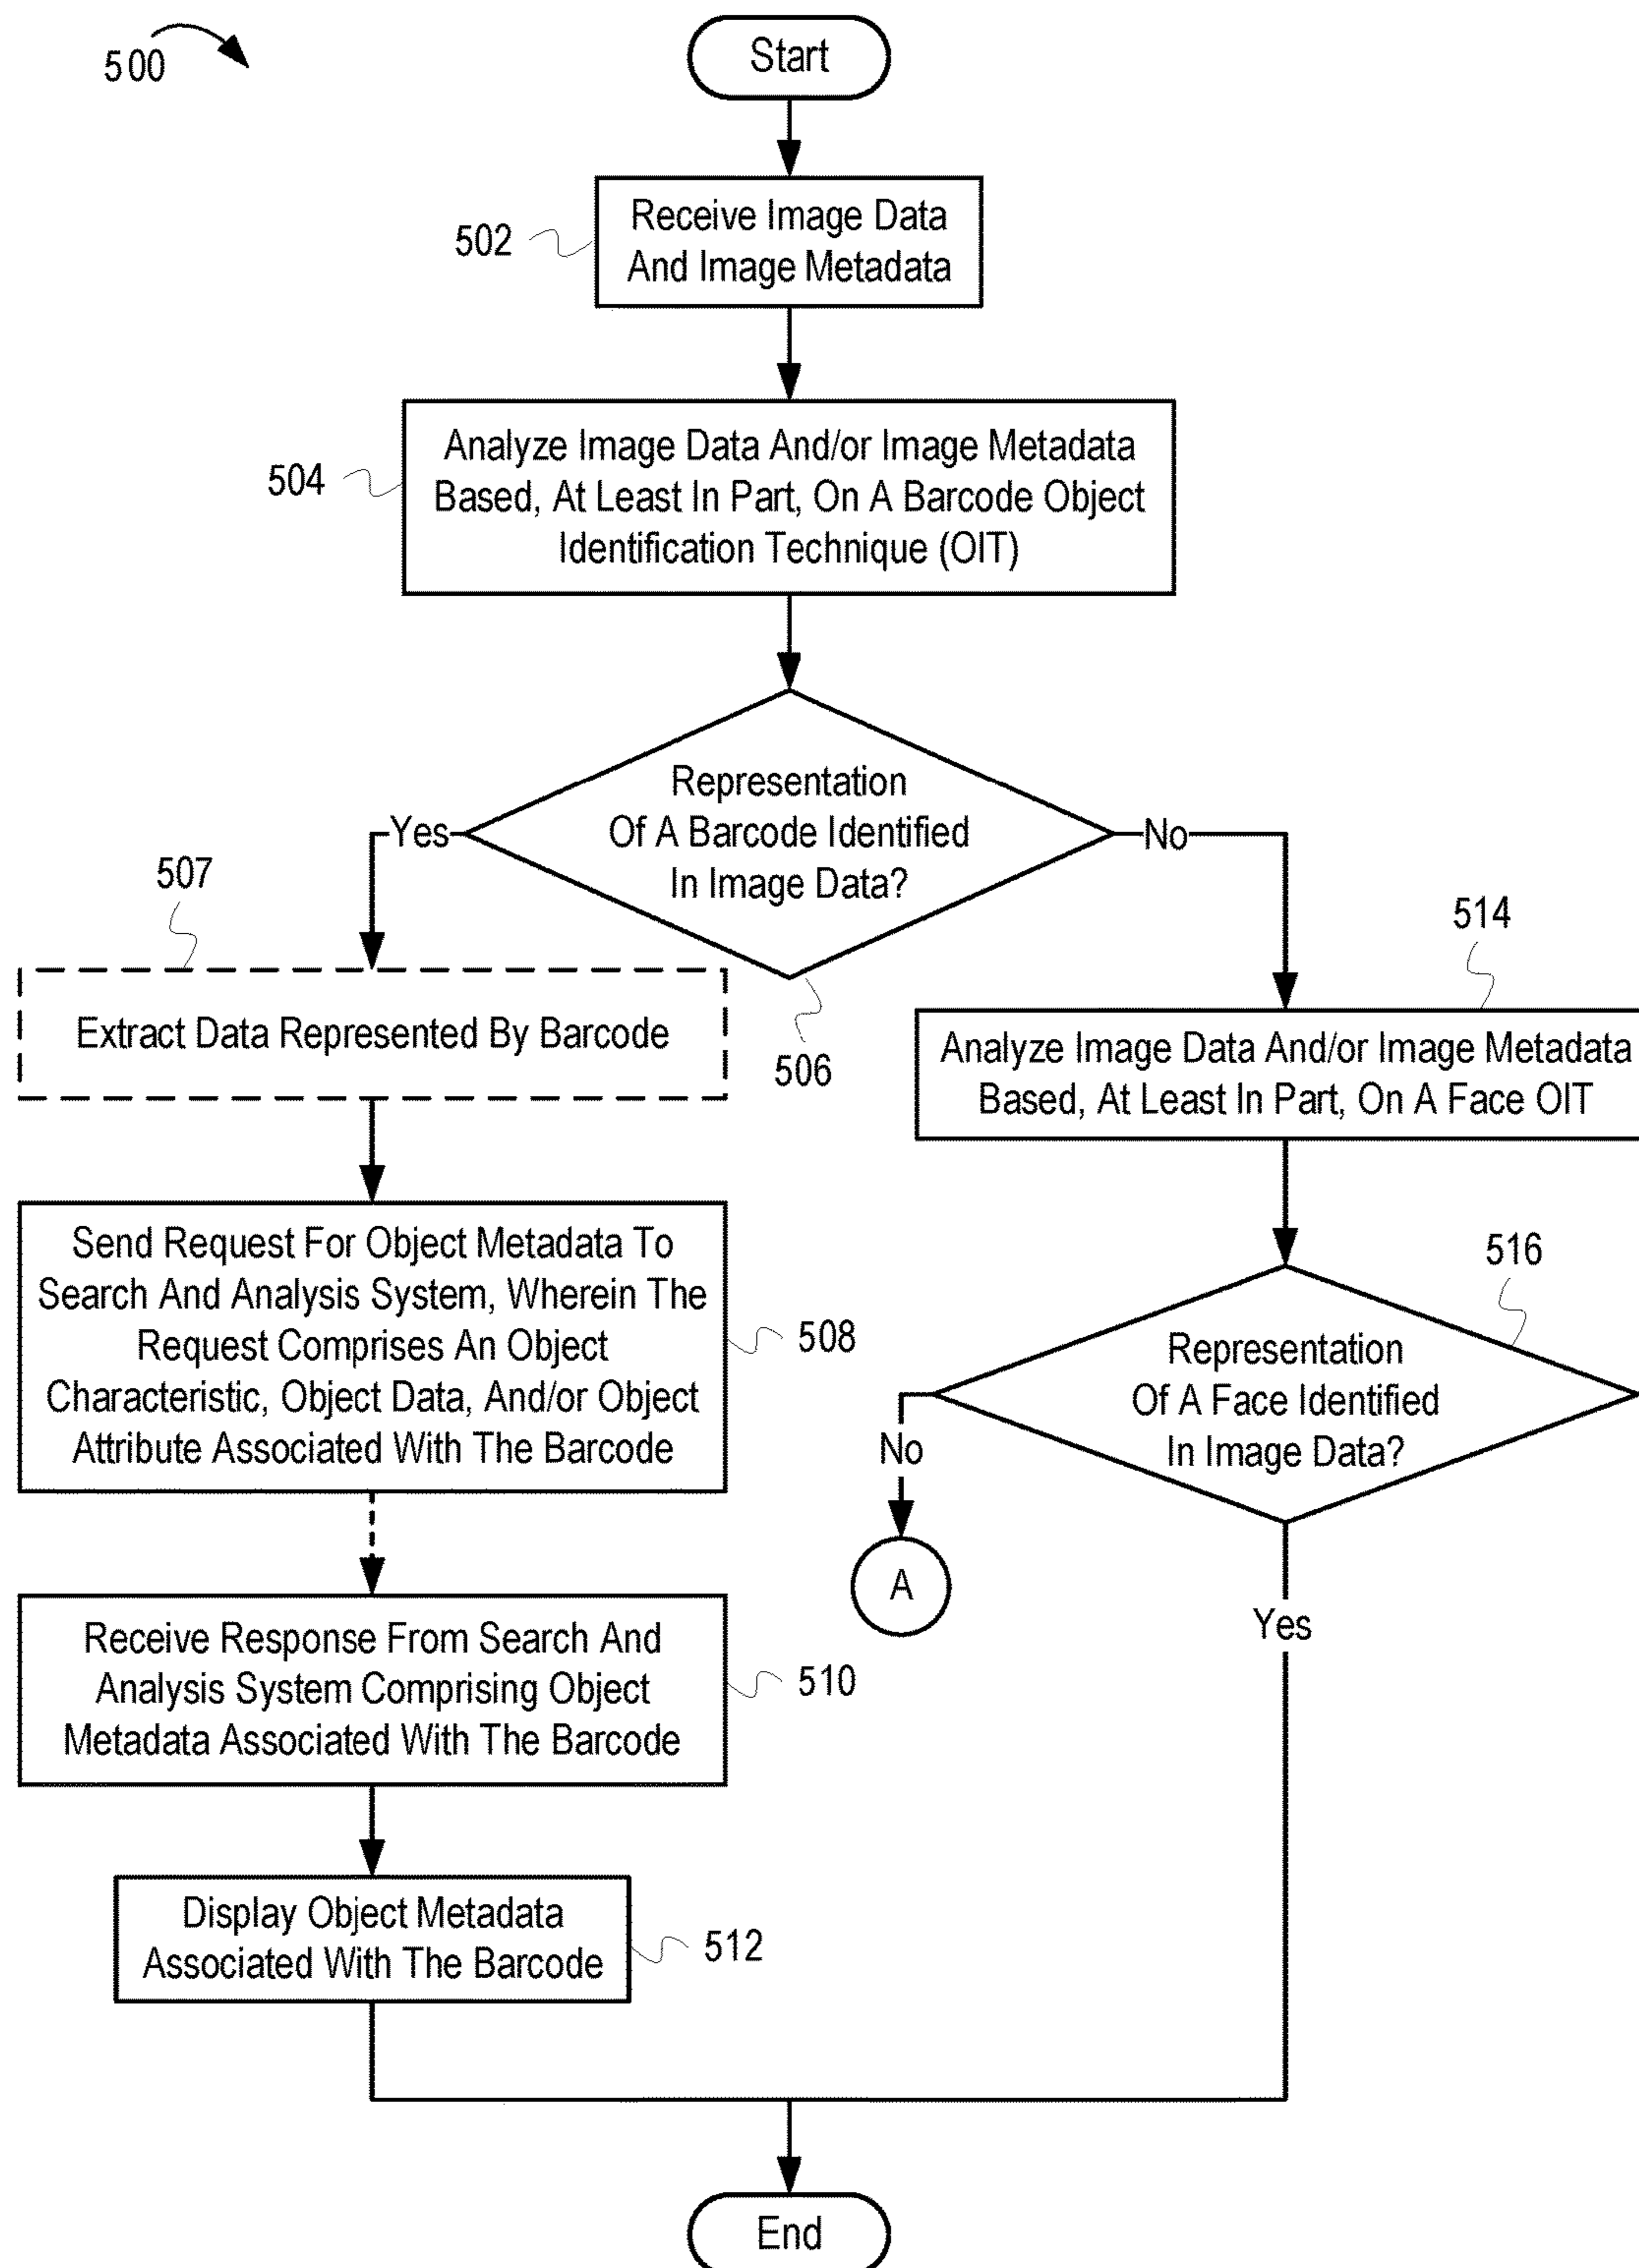 500
Start
502
Receive Image Data
And Image Metadata
504
Analyze Image Data And/or Image Metadata
Based, At Least In Part, On A Barcode Object
Identification Technique (OIT)
Representation
Of A Barcode Identified
In Image Data?
Yes
No
506
507
Extract Data Represented By Barcode
514
Analyze Image Data And/or Image Metadata
Based, At Least In Part, On A Face OIT
Send Request For Object Metadata To
Search And Analysis System, Wherein The
Request Comprises An Object
Characteristic, Object Data, And/or Object
Attribute Associated With The Barcode
508
516
Representation
Of A Face Identified
In Image Data?
No
A
Yes
Receive Response From Search And
Analysis System Comprising Object
Metadata Associated With The Barcode
510
Display Object Metadata
Associated With The Barcode
512
End